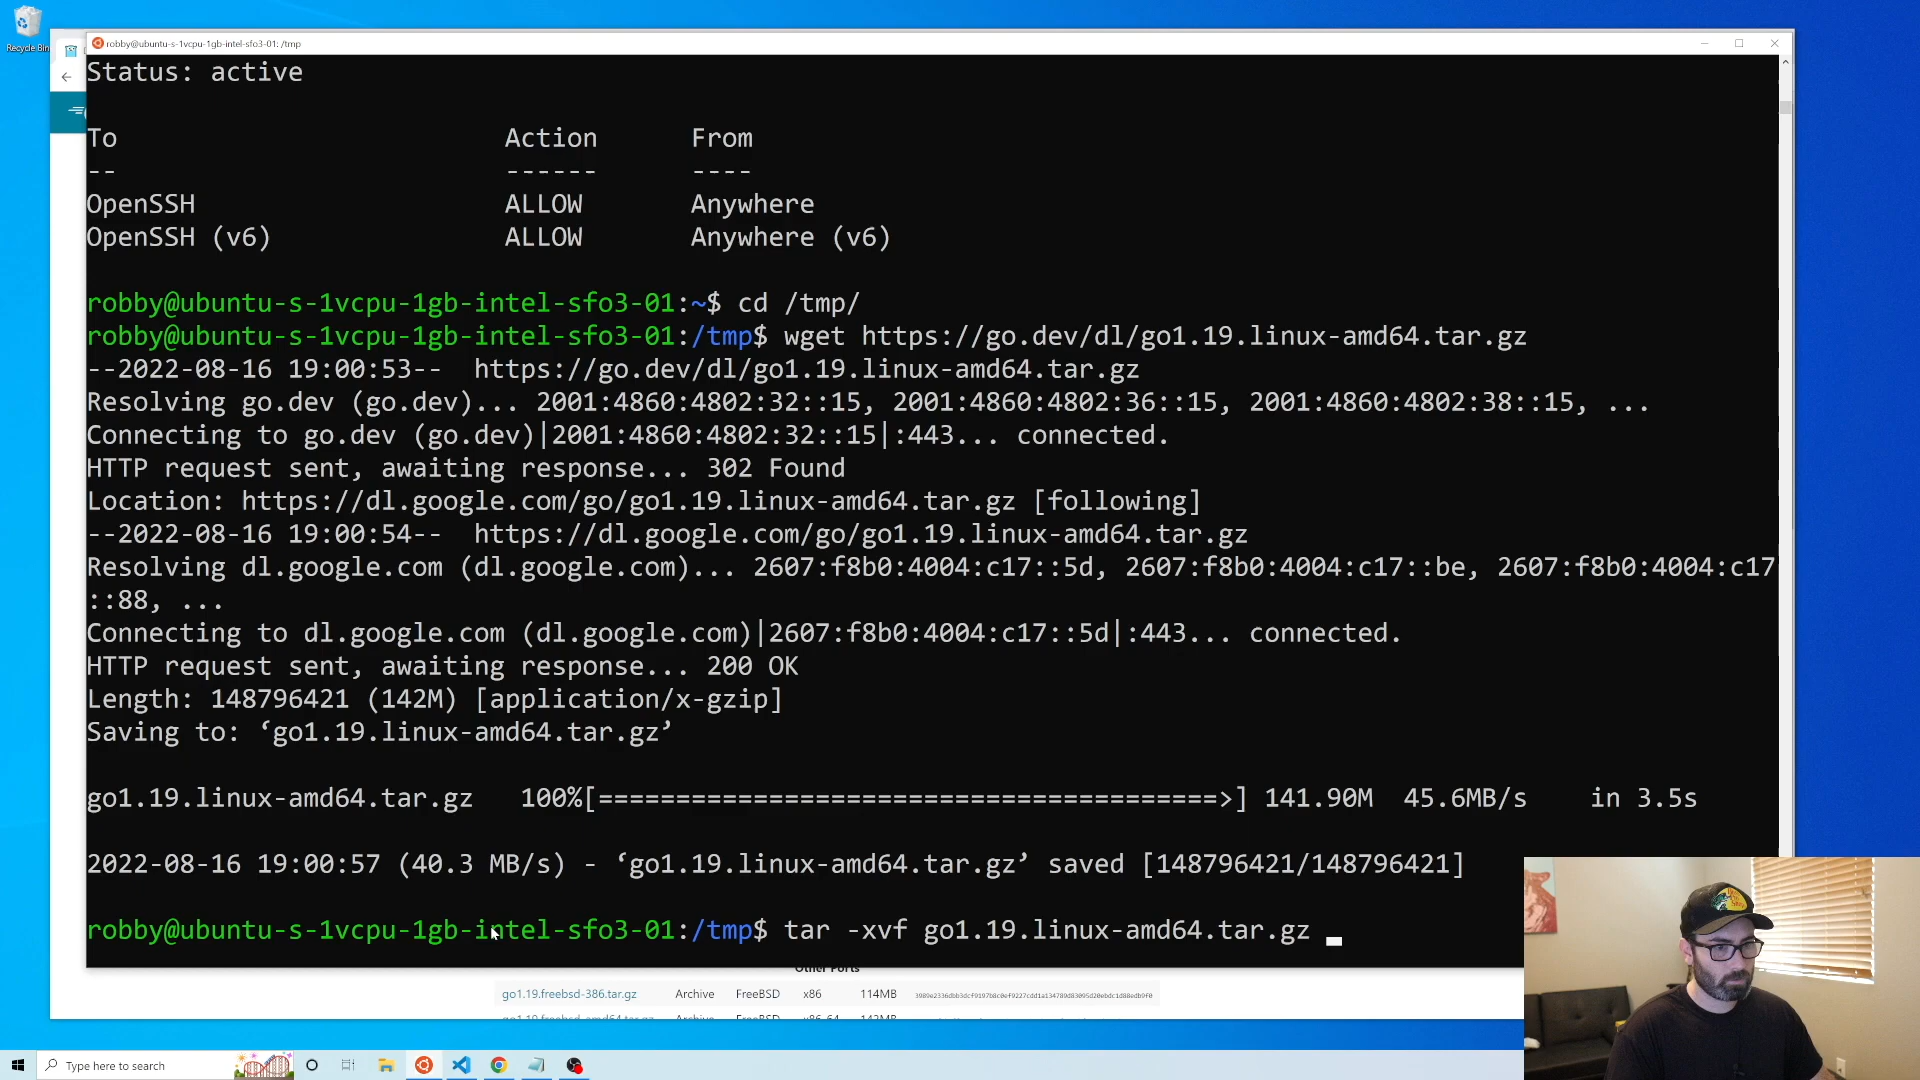 Recycle Bin
robby@ubuntu-s-1vcpu-1gb-intel-sfo3-01: /tmp
Status: active
To Action From
-- ------ ----
OpenSSH ALLOW Anywhere
OpenSSH (v6) ALLOW Anywhere (v6)
robby@ubuntu-s-1vcpu-1gb-intel-sfo3-01:~$ cd /tmp/
robby@ubuntu-s-1vcpu-1gb-intel-sfo3-01:/tmp$ wget https://go.dev/dl/go1.19.linux-amd64.tar.gz
--2022-08-16 19:00:53-- https://go.dev/dl/go1.19.linux-amd64.tar.gz
Resolving go.dev (go.dev)... 2001:4860:4802:32::15, 2001:4860:4802:36::15, 2001:4860:4802:38::15, ...
Connecting to go.dev (go.dev)|2001:4860:4802:32::15|:443... connected.
HTTP request sent, awaiting response... 302 Found
Location: https://dl.google.com/go/go1.19.linux-amd64.tar.gz [following]
--2022-08-16 19:00:54-- https://dl.google.com/go/go1.19.linux-amd64.tar.gz
Resolving dl.google.com (dl.google.com)... 2607:f8b0:4004:c17::5d, 2607:f8b0:4004:c17::be, 2607:f8b0:4004:c17
::88, ...
Connecting to dl.google.com (dl.google.com)|2607:f8b0:4004:c17::5d|:443... connected.
HTTP request sent, awaiting response... 200 OK
Length: 148796421 (142M) [application/x-gzip]
Saving to: ‘go1.19.linux-amd64.tar.gz’
go1.19.linux-amd64.tar.gz 100%[========================================>] 141.90M 45.6MB/s in 3.5s
2022-08-16 19:00:57 (40.3 MB/s) - ‘go1.19.linux-amd64.tar.gz’ saved [148796421/148796421]
robby@ubuntu-s-1vcpu-1gb-intel-sfo3-01:/tmp$ tar -xvf go1.19.linux-amd64.tar.gz
Other Ports
go1.19.freebsd-386.tar.gz Archive FreeBSD x86 114MB
go1.19.freebsd-amd64.tar.gz Archive FreeBSD x86-64 142MB
Type here to search